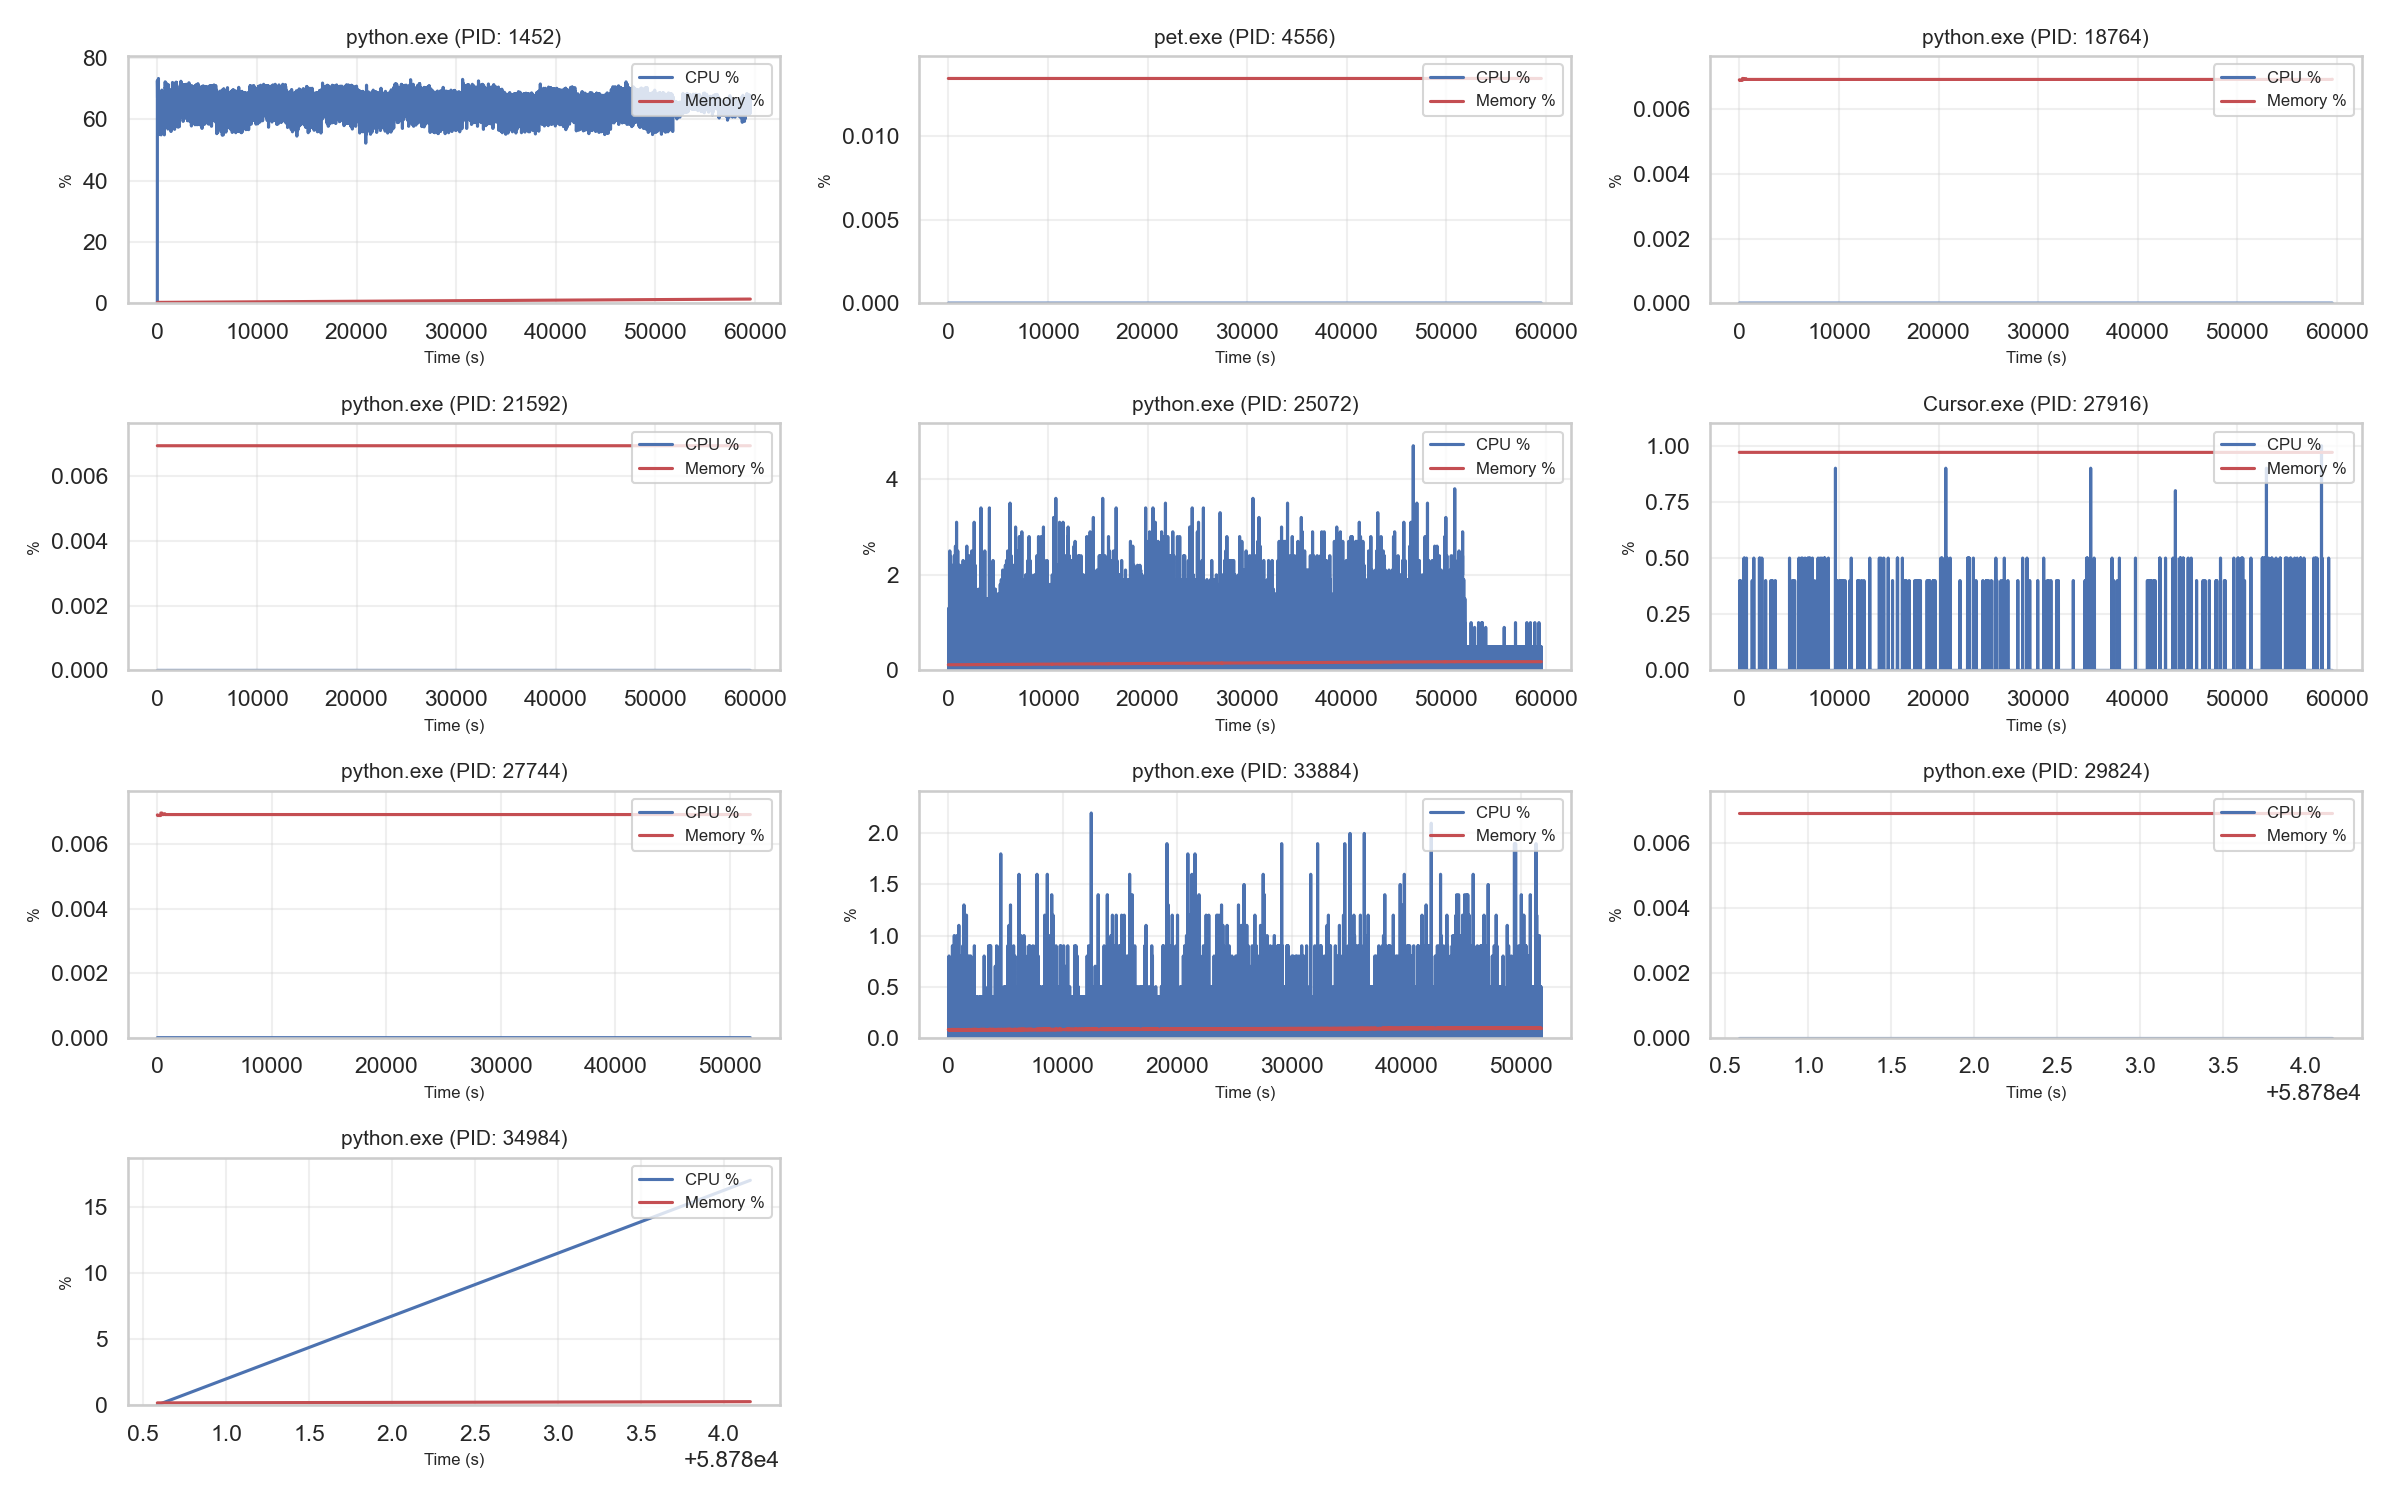 python.exe (PID: 1452)
80
60
40
20
0
%
CPU %
Memory %
0 10000 20000 30000 40000 50000 60000
Time (s)
pet.exe (PID: 4556)
0.010
0.005
0.000
%
CPU %
Memory %
0 10000 20000 30000 40000 50000 60000
Time (s)
python.exe (PID: 18764)
0.006
0.004
0.002
0.000
%
CPU %
Memory %
0 10000 20000 30000 40000 50000 60000
Time (s)
python.exe (PID: 21592)
0.006
0.004
0.002
0.000
%
CPU %
Memory %
0 10000 20000 30000 40000 50000 60000
Time (s)
python.exe (PID: 25072)
4
2
0
%
CPU %
Memory %
0 10000 20000 30000 40000 50000 60000
Time (s)
Cursor.exe (PID: 27916)
1.00
0.75
0.50
0.25
0.00
%
CPU %
Memory %
0 10000 20000 30000 40000 50000 60000
Time (s)
python.exe (PID: 27744)
0.006
0.004
0.002
0.000
%
CPU %
Memory %
0 10000 20000 30000 40000 50000
Time (s)
python.exe (PID: 33884)
2.0
1.5
1.0
0.5
0.0
%
CPU %
Memory %
0 10000 20000 30000 40000 50000
Time (s)
python.exe (PID: 29824)
0.006
0.004
0.002
0.000
%
CPU %
Memory %
0.5 1.0 1.5 2.0 2.5 3.0 3.5 4.0
Time (s)
+5.878e4
python.exe (PID: 34984)
15
10
5
0
%
CPU %
Memory %
0.5 1.0 1.5 2.0 2.5 3.0 3.5 4.0
Time (s)
+5.878e4